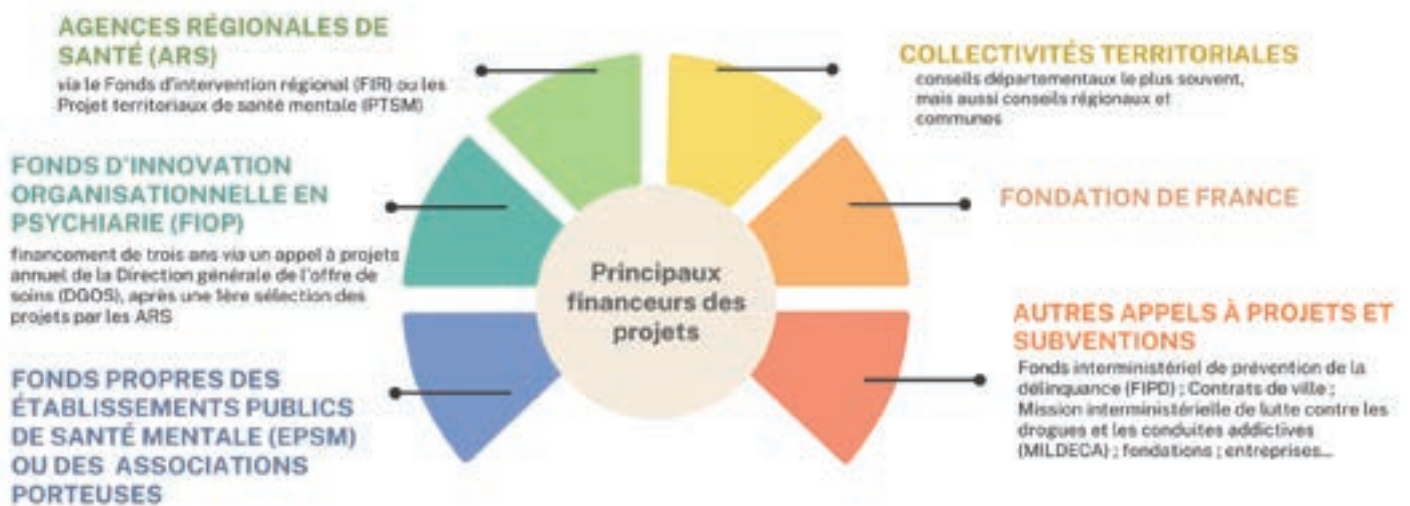 AGENCES RÉGIONALES DE
SANTÉ (ARS)
via le Fonds d'intervention régional (FIR) ou les
Projet territoriaux de santé mentale (PTSM)
FONDS D'INNOVATION
ORGANISATIONNELLE EN
PSYCHIARIE (FIOP)
financement de trois ans via un appel à projets
annuel de la Direction générale de l'offre de
soins (DGOS), après une 1ère sélection des
projets par les ARS
FONDS PROPRES DES
ÉTABLISSEMENTS PUBLICS
DE SANTÉ MENTALE (EPSM)
OU DES ASSOCIATIONS
PORTEUSES
Principaux
financeurs des
projets
COLLECTIVITÉS TERRITORIALES
conseils départementaux le plus souvent,
mais aussi conseils régionaux et
communes
FONDATION DE FRANCE
AUTRES APPELS À PROJETS ET
SUBVENTIONS
Fonds interministériel de prévention de la
délinquance (FIPD) ; Contrats de ville ;
Mission interministérielle de lutte contre les
drogues et les conduites addictives
(MILDECA) ; fondations ; entreprises...